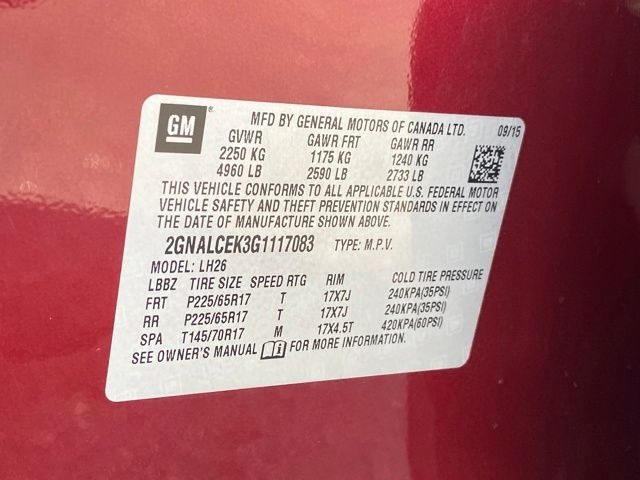 GM ®
MFD BY GENERAL MOTORS OF CANADA LTD. 09/15
GVWR GAWR FRT GAWR RR
2250 KG 1175 KG 1240 KG
4960 LB 2590 LB 2733 LB
THIS VEHICLE CONFORMS TO ALL APPLICABLE U.S. FEDERAL MOTOR
VEHICLE SAFETY AND THEFT PREVENTION STANDARDS IN EFFECT ON
THE DATE OF MANUFACTURE SHOWN ABOVE.
2GNALCEK3G1117083 TYPE: M.P.V.
MODEL: LH26
LBBZ TIRE SIZE SPEED RTG RIM COLD TIRE PRESSURE
FRT P225/65R17 T 17X7J 240KPA(35PSI)
RR P225/65R17 T 17X7J 240KPA(35PSI)
SPA T145/70R17 M 17X4.5T 420KPA(60PSI)
SEE OWNER'S MANUAL FOR MORE INFORMATION.